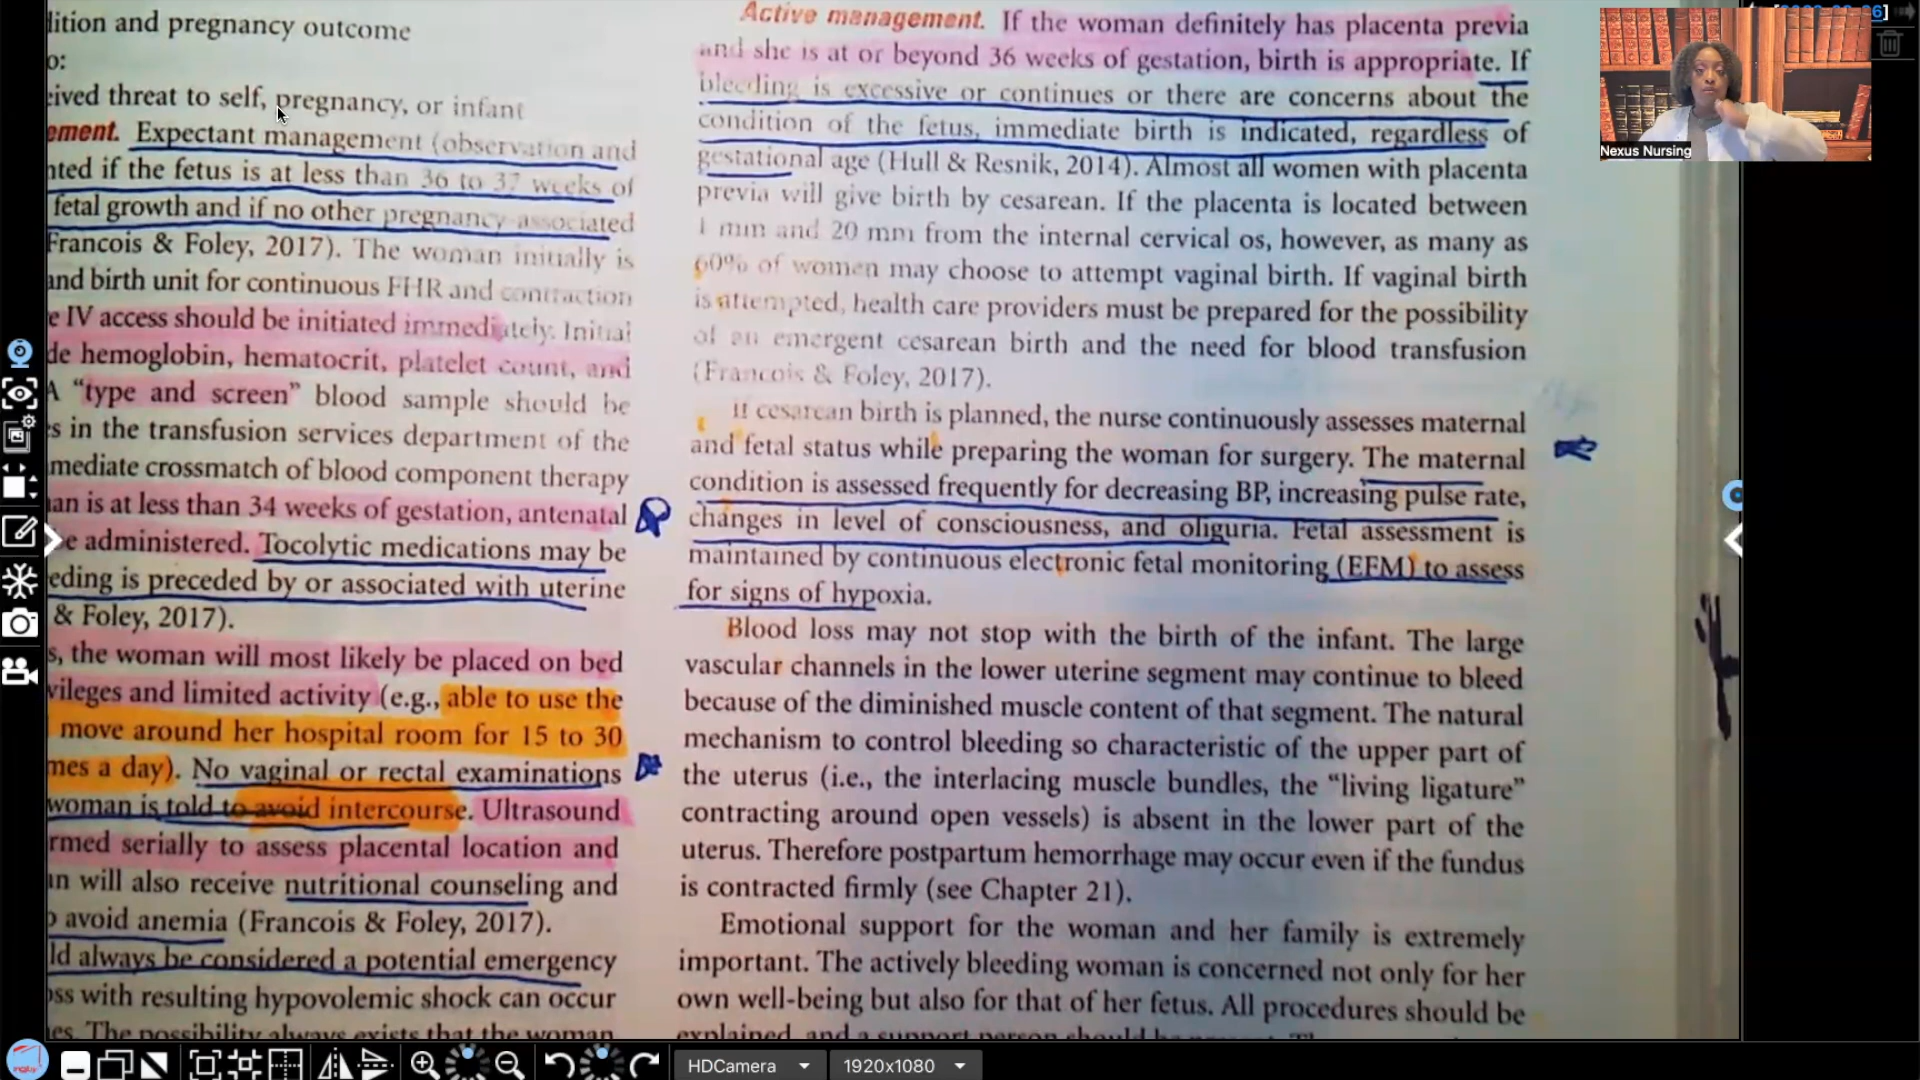 lition and pregnancy outcome
o:
eived threat to self, pregnancy, or infant
ement. Expectant management (observation and
nted if the fetus is at less than 36 to 37 weeks of
fetal growth and if no other pregnancy-associated
Francois & Foley, 2017). The woman initially is
and birth unit for continuous FHR and contraction
e IV access should be initiated immediately. Initial
de hemoglobin, hematocrit, platelet count, and
A “type and screen” blood sample should be
s in the transfusion services department of the
mediate crossmatch of blood component therapy
an is at less than 34 weeks of gestation, antenatal
e administered. Tocolytic medications may be
eding is preceded by or associated with uterine
& Foley, 2017).
s, the woman will most likely be placed on bed
vileges and limited activity (e.g., able to use the
move around her hospital room for 15 to 30
mes a day). No vaginal or rectal examinations
woman is told to avoid intercourse. Ultrasound
rmed serially to assess placental location and
an will also receive nutritional counseling and
o avoid anemia (Francois & Foley, 2017).
ld always be considered a potential emergency
oss with resulting hypovolemic shock can occur
es. The possibility always exists that the woman
Active management. If the woman definitely has placenta previa
and she is at or beyond 36 weeks of gestation, birth is appropriate. If
bleeding is excessive or continues or there are concerns about the
condition of the fetus, immediate birth is indicated, regardless of
gestational age (Hull & Resnik, 2014). Almost all women with placenta
previa will give birth by cesarean. If the placenta is located between
1 mm and 20 mm from the internal cervical os, however, as many as
60% of women may choose to attempt vaginal birth. If vaginal birth
is attempted, health care providers must be prepared for the possibility
of an emergent cesarean birth and the need for blood transfusion
(Francois & Foley, 2017).
If cesarean birth is planned, the nurse continuously assesses maternal
and fetal status while preparing the woman for surgery. The maternal
condition is assessed frequently for decreasing BP, increasing pulse rate,
changes in level of consciousness, and oliguria. Fetal assessment is
maintained by continuous electronic fetal monitoring (EFM) to assess
for signs of hypoxia.
Blood loss may not stop with the birth of the infant. The large
vascular channels in the lower uterine segment may continue to bleed
because of the diminished muscle content of that segment. The natural
mechanism to control bleeding so characteristic of the upper part of
the uterus (i.e., the interlacing muscle bundles, the “living ligature”
contracting around open vessels) is absent in the lower part of the
uterus. Therefore postpartum hemorrhage may occur even if the fundus
is contracted firmly (see Chapter 21).
Emotional support for the woman and her family is extremely
important. The actively bleeding woman is concerned not only for her
own well-being but also for that of her fetus. All procedures should be
explained, and a support person should be
Nexus Nursing
HDCamera
1920x1080